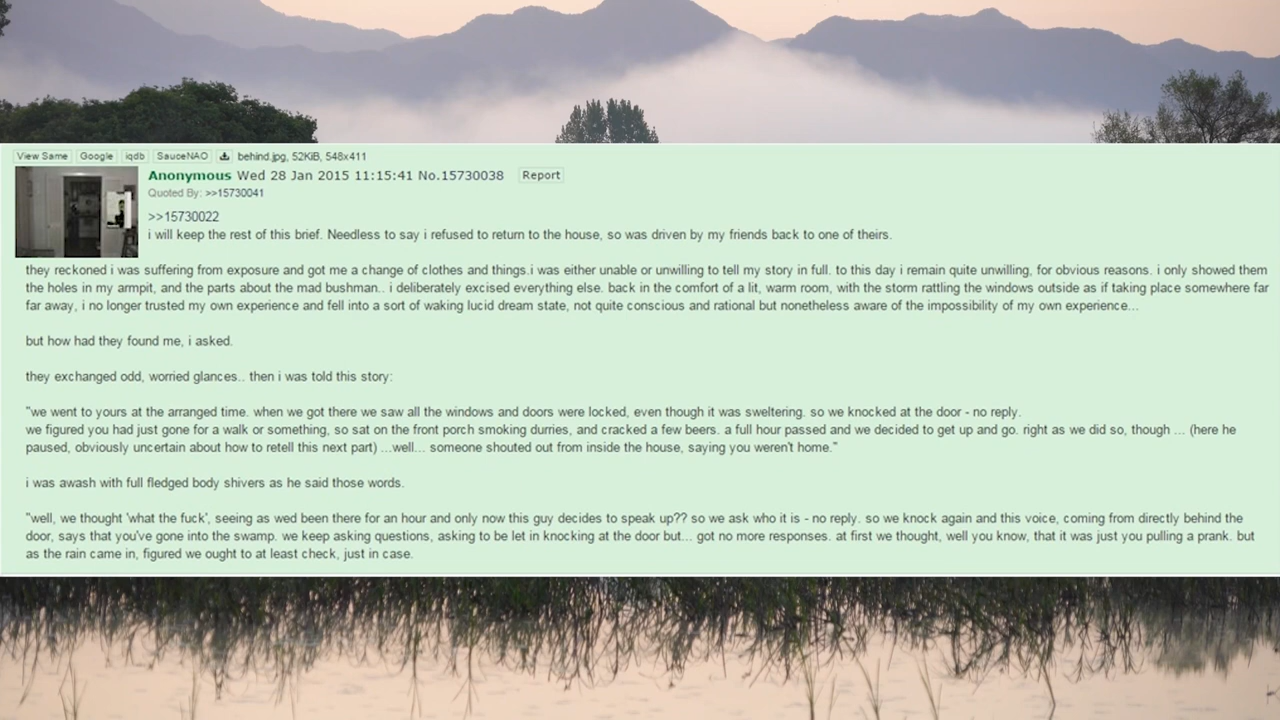 View Same Google iqdb SauceNAO behind.jpg, 52KiB, 548x411
Anonymous Wed 28 Jan 2015 11:15:41 No.15730038 Report
Quoted By: >>15730041
>>15730022
i will keep the rest of this brief. Needless to say i refused to return to the house, so was driven by my friends back to one of theirs.
they reckoned i was suffering from exposure and got me a change of clothes and things.i was either unable or unwilling to tell my story in full. to this day i remain quite unwilling, for obvious reasons. i only showed them
the holes in my armpit, and the parts about the mad bushman.. i deliberately excised everything else. back in the comfort of a lit, warm room, with the storm rattling the windows outside as if taking place somewhere far
far away, i no longer trusted my own experience and fell into a sort of waking lucid dream state, not quite conscious and rational but nonetheless aware of the impossibility of my own experience...
but how had they found me, i asked.
they exchanged odd, worried glances.. then i was told this story:
"we went to yours at the arranged time. when we got there we saw all the windows and doors were locked, even though it was sweltering. so we knocked at the door - no reply.
we figured you had just gone for a walk or something, so sat on the front porch smoking durries, and cracked a few beers. a full hour passed and we decided to get up and go. right as we did so, though ... (here he
paused, obviously uncertain about how to retell this next part) ...well... someone shouted out from inside the house, saying you weren't home."
i was awash with full fledged body shivers as he said those words.
"well, we thought 'what the fuck', seeing as wed been there for an hour and only now this guy decides to speak up?? so we ask who it is - no reply. so we knock again and this voice, coming from directly behind the
door, says that you've gone into the swamp. we keep asking questions, asking to be let in knocking at the door but... got no more responses. at first we thought, well you know, that it was just you pulling a prank. but
as the rain came in, figured we ought to at least check, just in case.